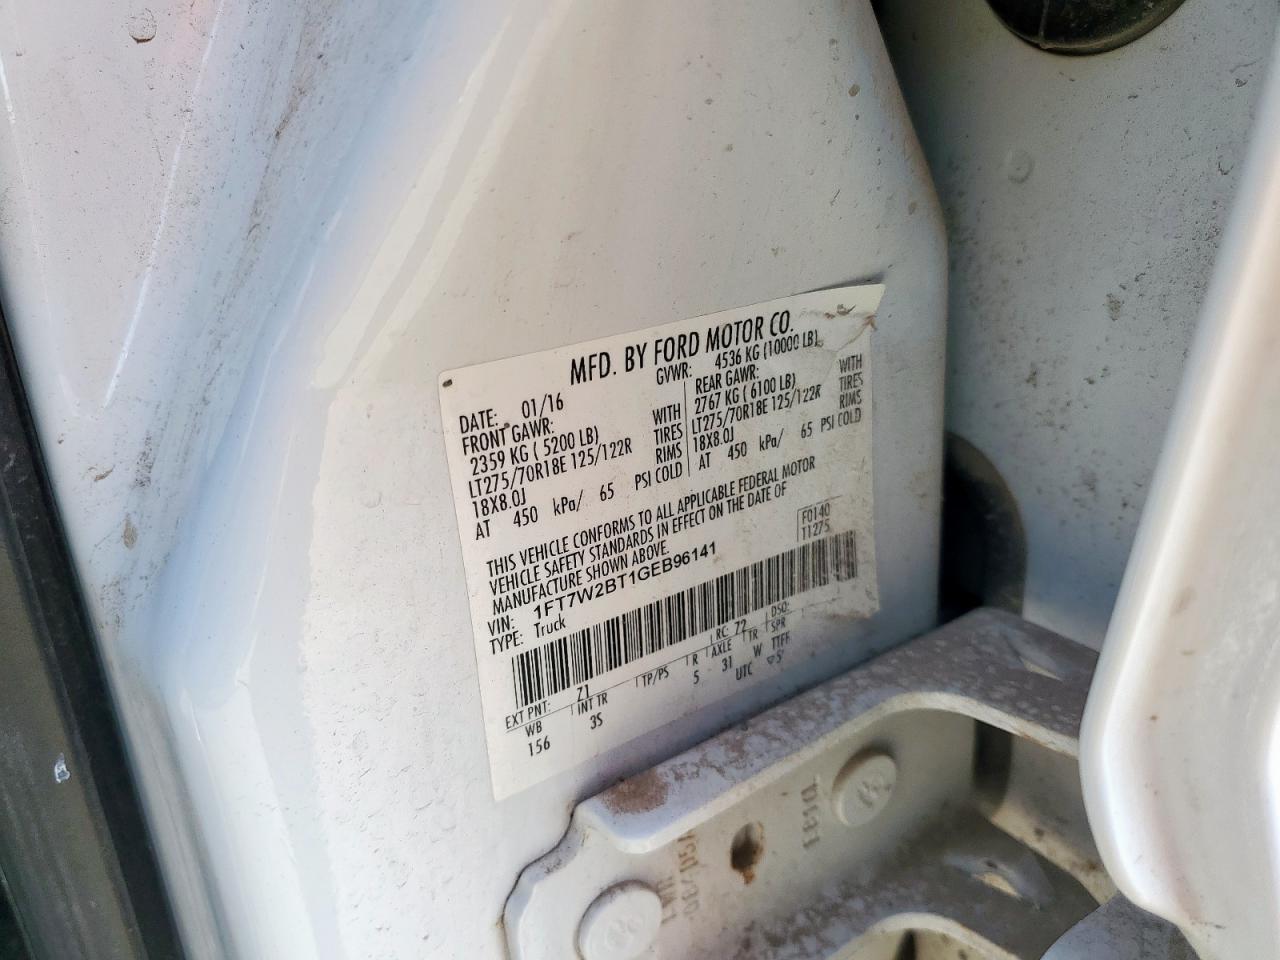 MFD. BY FORD MOTOR CO.
DATE: 01/16 GVWR: 4536 KG (10000 LB)
FRONT GAWR: REAR GAWR:
2359 KG ( 5200 LB) WITH 2767 KG ( 6100 LB) WITH
LT275/70R18E 125/122R TIRES LT275/70R18E 125/122R TIRES
18X8.0J RIMS 18X8.0J RIMS
AT 450 kPa/ 65 PSI COLD AT 450 kPa/ 65 PSI COLD
THIS VEHICLE CONFORMS TO ALL APPLICABLE FEDERAL MOTOR
VEHICLE SAFETY STANDARDS IN EFFECT ON THE DATE OF
MANUFACTURE SHOWN ABOVE.
F0140
11275
VIN: 1FT7W2BT1GEB96141
TYPE: Truck
EXT PNT: Z1 RC: 72 DSO:
WB INT TR TP/PS R AXLE TR SPR
156 3S 5 31 W TTFF
UTC ▽5